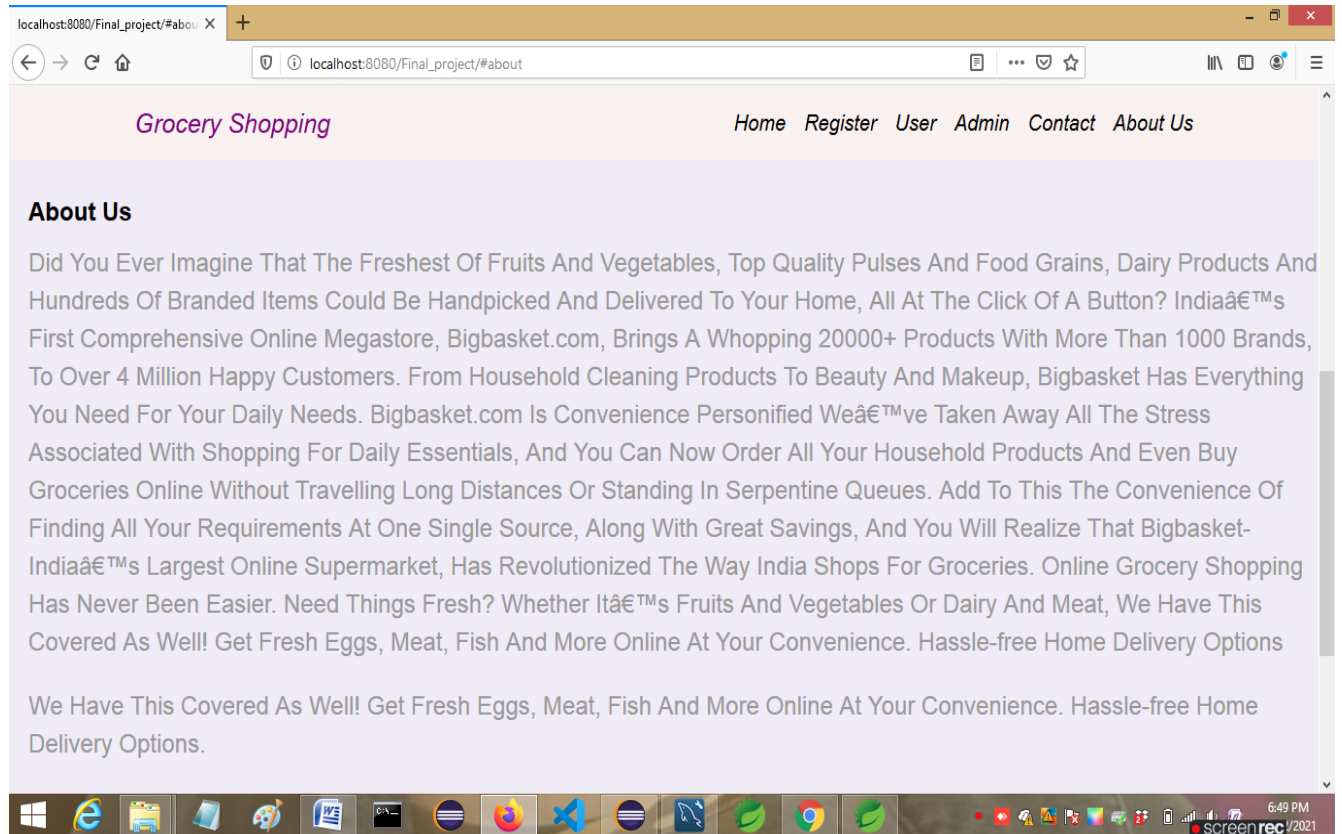 localhost:8080/Final_project/#abou
localhost:8080/Final_project/#about
Grocery Shopping
Home Register User Admin Contact About Us
About Us
Did You Ever Imagine That The Freshest Of Fruits And Vegetables, Top Quality Pulses And Food Grains, Dairy Products And
Hundreds Of Branded Items Could Be Handpicked And Delivered To Your Home, All At The Click Of A Button? Indiaâ€™s
First Comprehensive Online Megastore, Bigbasket.com, Brings A Whopping 20000+ Products With More Than 1000 Brands,
To Over 4 Million Happy Customers. From Household Cleaning Products To Beauty And Makeup, Bigbasket Has Everything
You Need For Your Daily Needs. Bigbasket.com Is Convenience Personified Weâ€™ve Taken Away All The Stress
Associated With Shopping For Daily Essentials, And You Can Now Order All Your Household Products And Even Buy
Groceries Online Without Travelling Long Distances Or Standing In Serpentine Queues. Add To This The Convenience Of
Finding All Your Requirements At One Single Source, Along With Great Savings, And You Will Realize That Bigbasket-
Indiaâ€™s Largest Online Supermarket, Has Revolutionized The Way India Shops For Groceries. Online Grocery Shopping
Has Never Been Easier. Need Things Fresh? Whether Itâ€™s Fruits And Vegetables Or Dairy And Meat, We Have This
Covered As Well! Get Fresh Eggs, Meat, Fish And More Online At Your Convenience. Hassle-free Home Delivery Options
We Have This Covered As Well! Get Fresh Eggs, Meat, Fish And More Online At Your Convenience. Hassle-free Home
Delivery Options.
6:49 PM
screenrec /2021